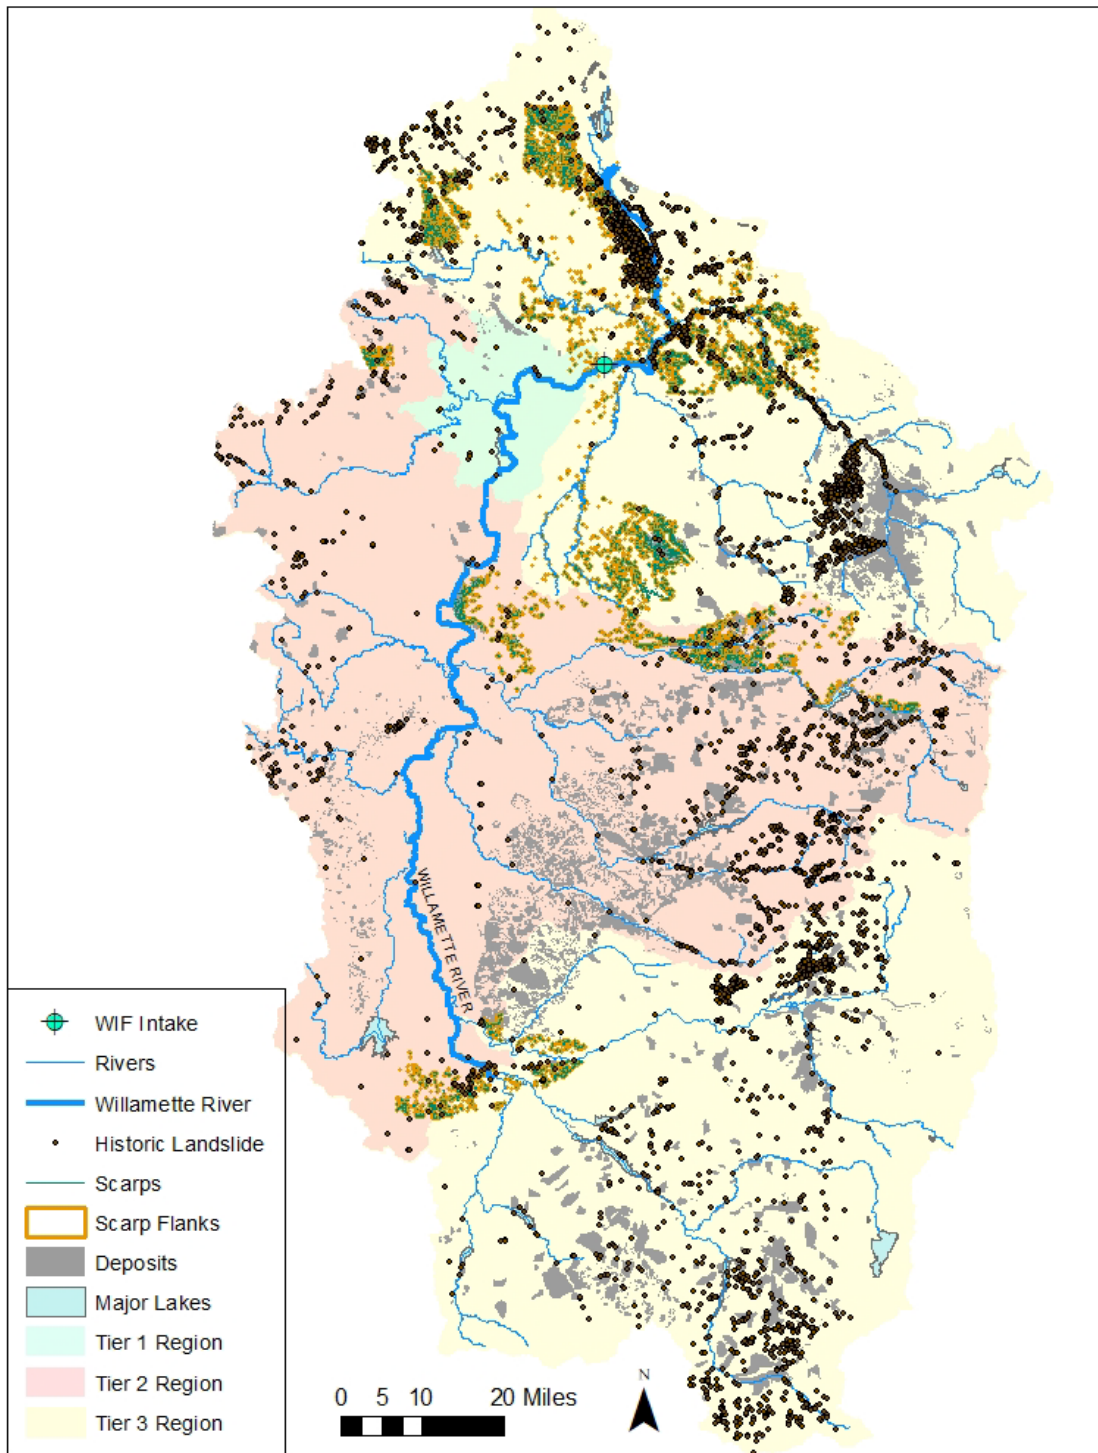 WILLAMETTE RIVER
WIF Intake
Rivers
Willamette River
Historic Landslide
Scarps
Scarp Flanks
Deposits
Major Lakes
Tier 1 Region
Tier 2 Region
Tier 3 Region
0 5 10 20 Miles
N